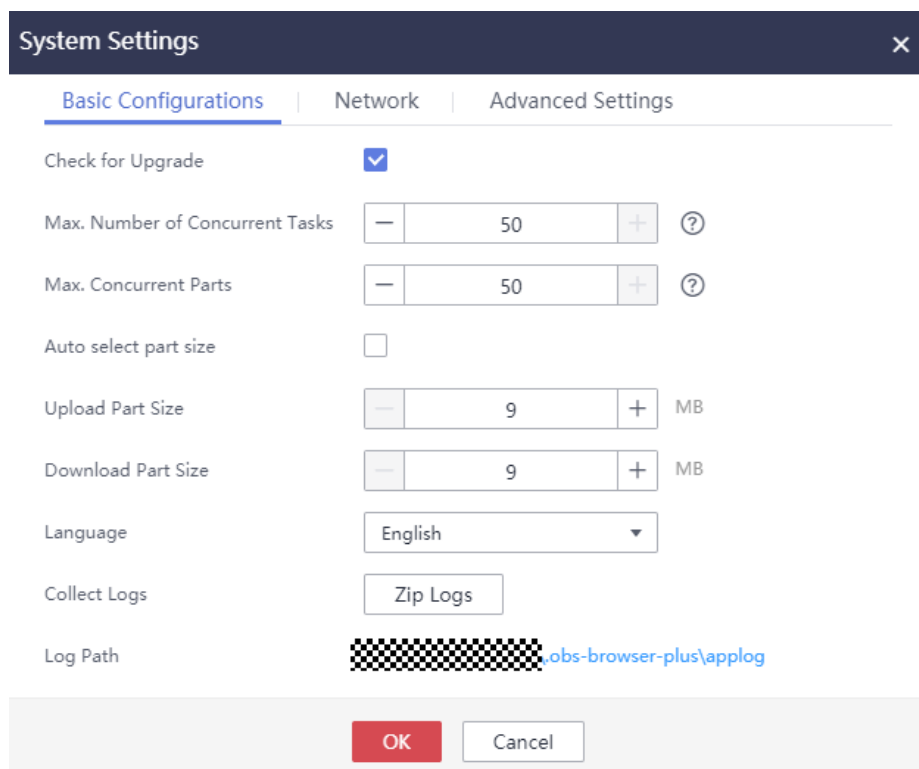 System Settings ×
Basic Configurations | Network | Advanced Settings
Check for Upgrade
Max. Number of Concurrent Tasks — 50 + ?
Max. Concurrent Parts — 50 + ?
Auto select part size
Upload Part Size — 9 + MB
Download Part Size — 9 + MB
Language English
Collect Logs Zip Logs
Log Path .obs-browser-plus\applog
OK Cancel